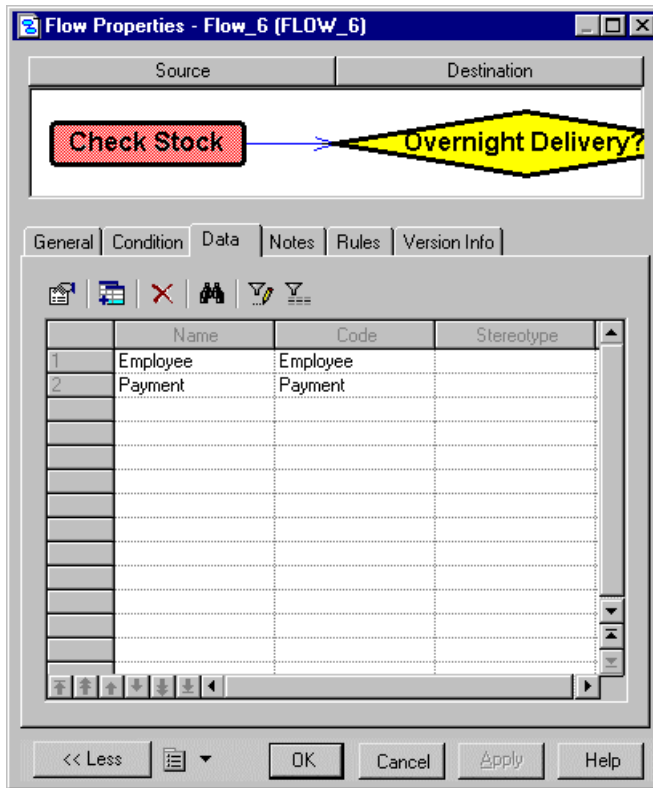 Flow Properties - Flow_6 (FLOW_6)
Source Destination
Check Stock Overnight Delivery?
General Condition Data Notes Rules Version Info
Name Code Stereotype
1 Employee Employee
2 Payment Payment
<< Less OK Cancel Apply Help